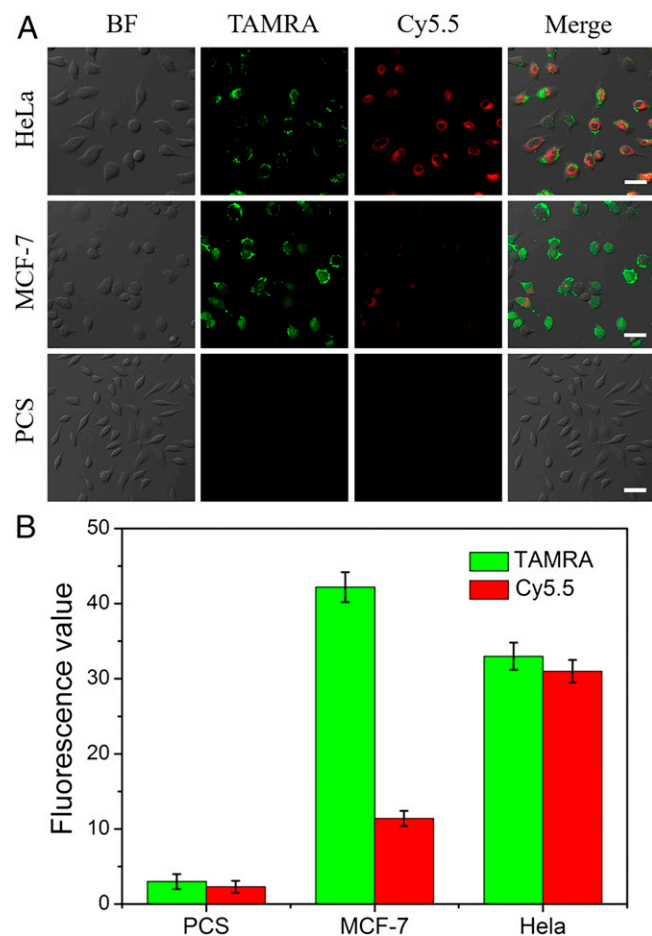 A
BF TAMRA Cy5.5 Merge
HeLa
MCF-7
PCS
B
50
40
30
20
10
0
Fluorescence value
TAMRA
Cy5.5
PCS MCF-7 Hela